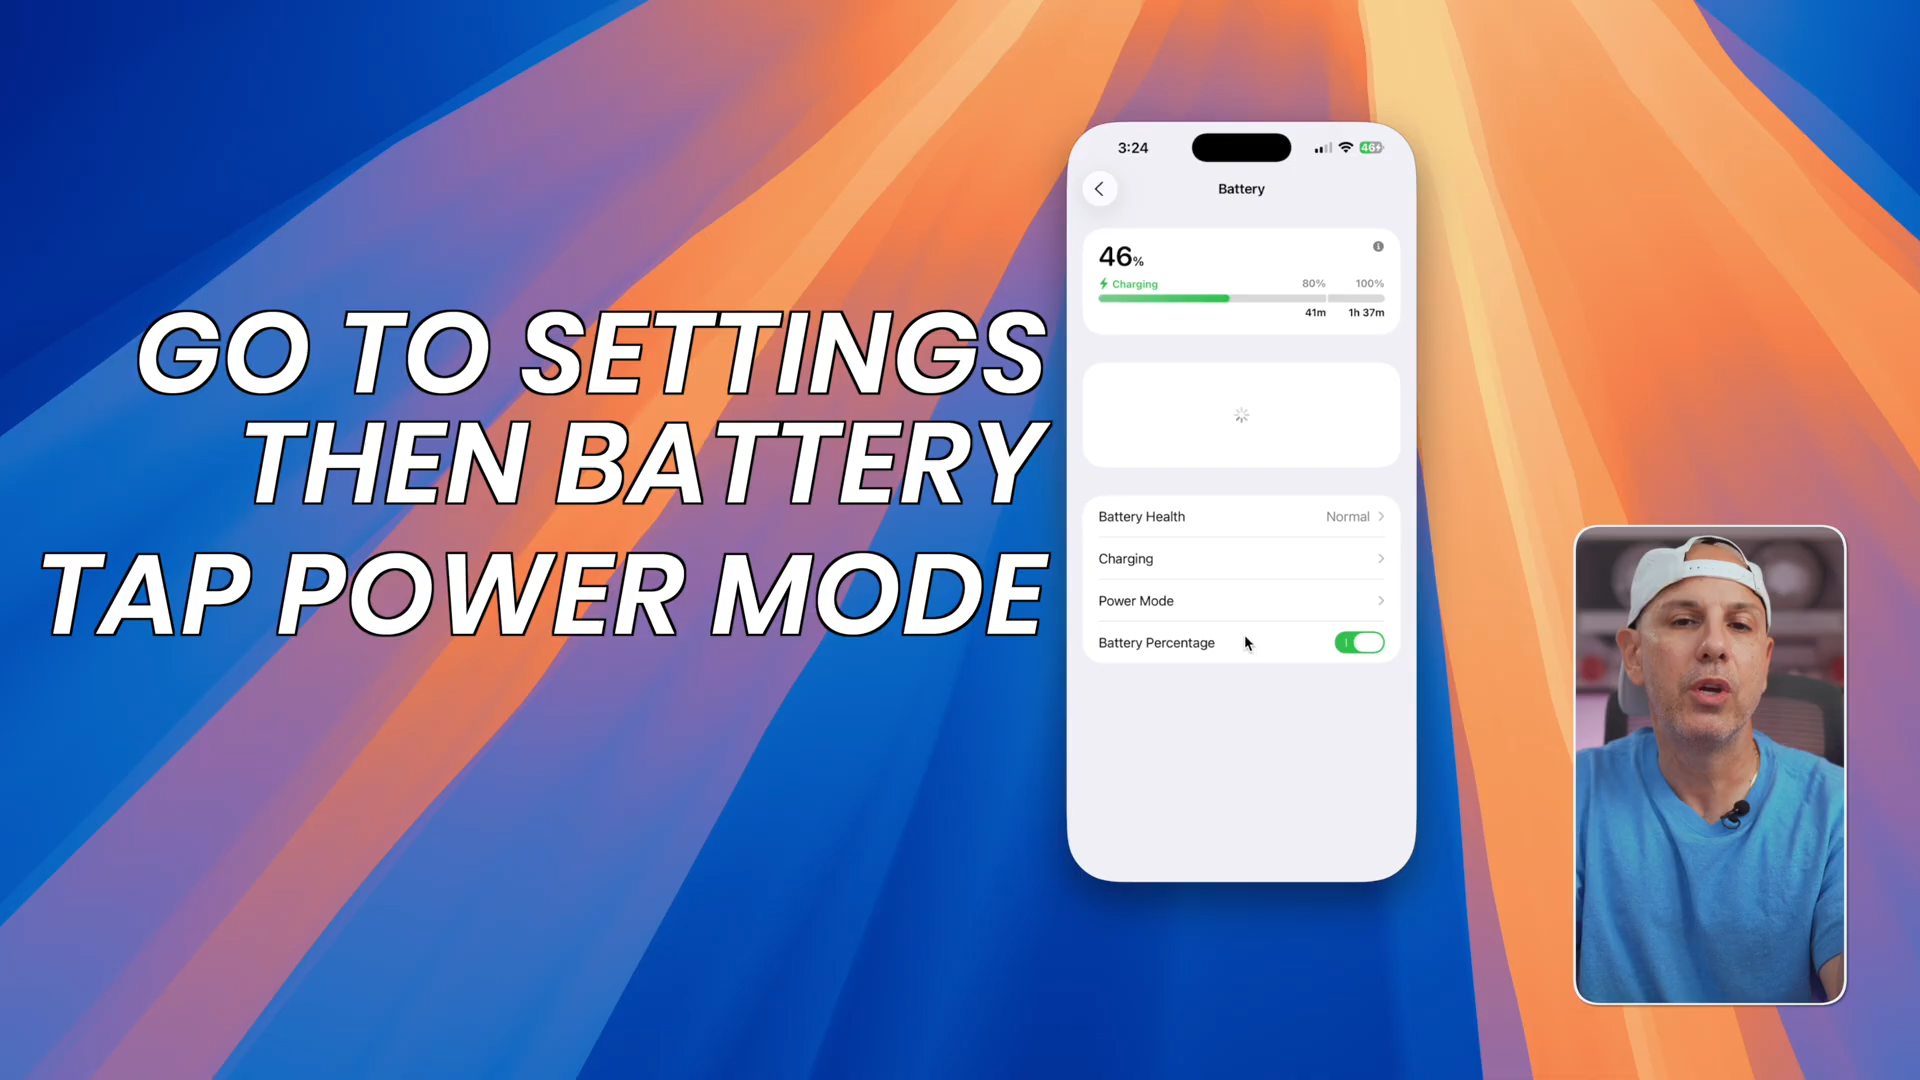 GO TO SETTINGS
THEN BATTERY
TAP POWER MODE
3:24
46
Battery
46%
Charging
80%
100%
41m
1h 37m
Battery Health
Normal
Charging
Power Mode
Battery Percentage